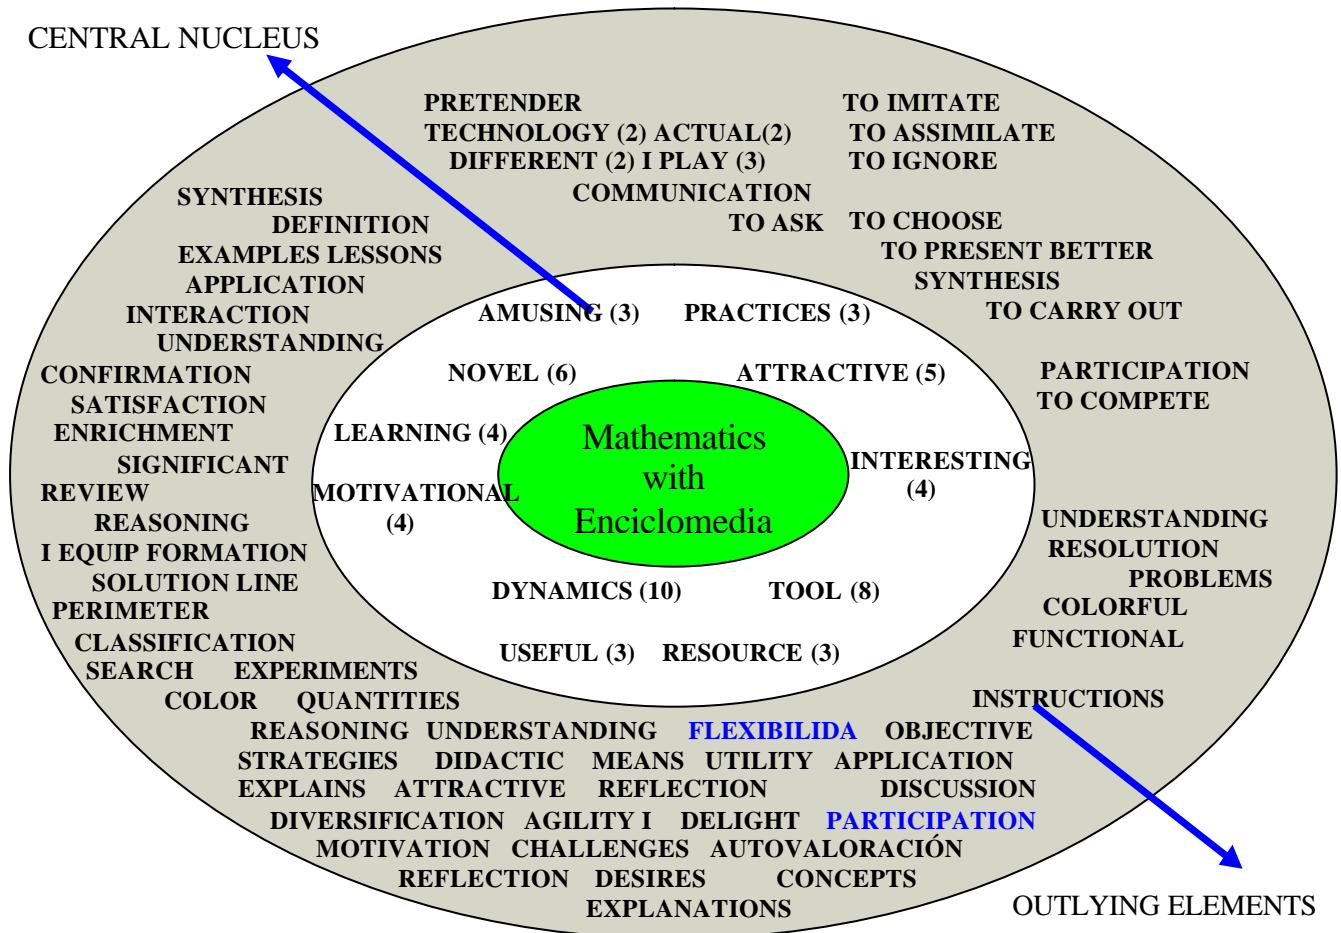 CENTRAL NUCLEUS
PRETENDER TO IMITATE
TECHNOLOGY (2) ACTUAL(2) TO ASSIMILATE
DIFFERENT (2) I PLAY (3) TO IGNORE
SYNTHESIS COMMUNICATION
DEFINITION TO ASK TO CHOOSE
EXAMPLES LESSONS TO PRESENT BETTER
APPLICATION SYNTHESIS
INTERACTION AMUSING (3) PRACTICES (3) TO CARRY OUT
UNDERSTANDING
CONFIRMATION NOVEL (6) ATTRACTIVE (5) PARTICIPATION
SATISFACTION TO COMPETE
ENRICHMENT LEARNING (4) Mathematics
SIGNIFICANT with INTERESTING
REVIEW MOTIVATIONAL (4)
REASONING (4) Enciclomedia UNDERSTANDING
I EQUIP FORMATION RESOLUTION
SOLUTION LINE DYNAMICS (10) TOOL (8) PROBLEMS
PERIMETER COLORFUL
CLASSIFICATION USEFUL (3) RESOURCE (3) FUNCTIONAL
SEARCH EXPERIMENTS
COLOR QUANTITIES INSTRUCTIONS
REASONING UNDERSTANDING FLEXIBILIDA OBJECTIVE
STRATEGIES DIDACTIC MEANS UTILITY APPLICATION
EXPLAINS ATTRACTIVE REFLECTION DISCUSSION
DIVERSIFICATION AGILITY I DELIGHT PARTICIPATION
MOTIVATION CHALLENGES AUTOVALORACIÓN
REFLECTION DESIRES CONCEPTS
EXPLANATIONS OUTLYING ELEMENTS